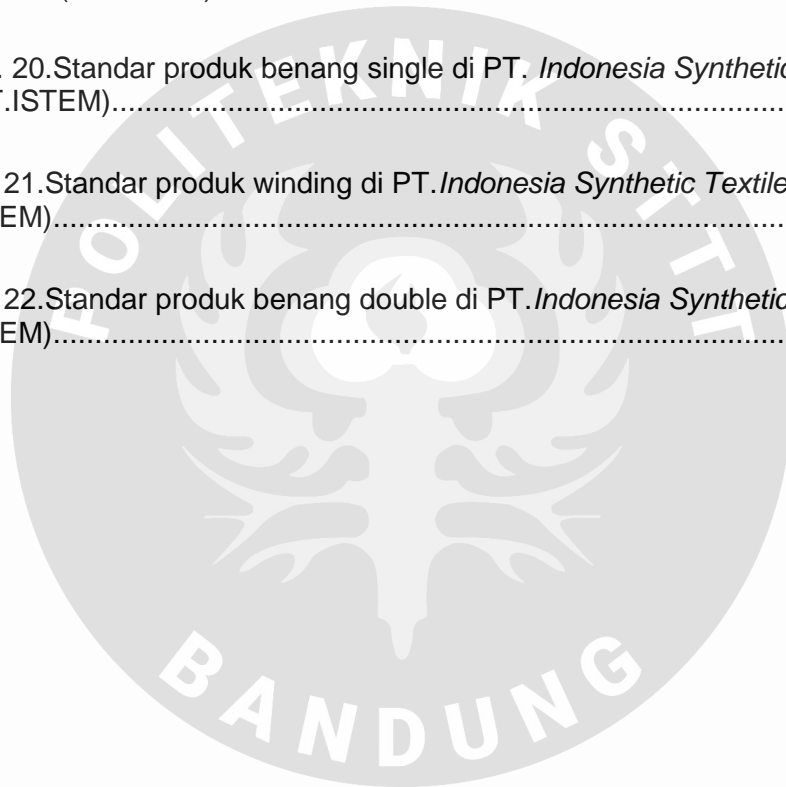 . 20.Standar produk benang single di PT. Indonesia Synthetic
.ISTEM)....................................................................................................
21.Standar produk winding di PT.Indonesia Synthetic Textile
EM)....................................................................................................
22.Standar produk benang double di PT.Indonesia Synthetic
EM)....................................................................................................
POLITEKNIK STTT
BANDUNG